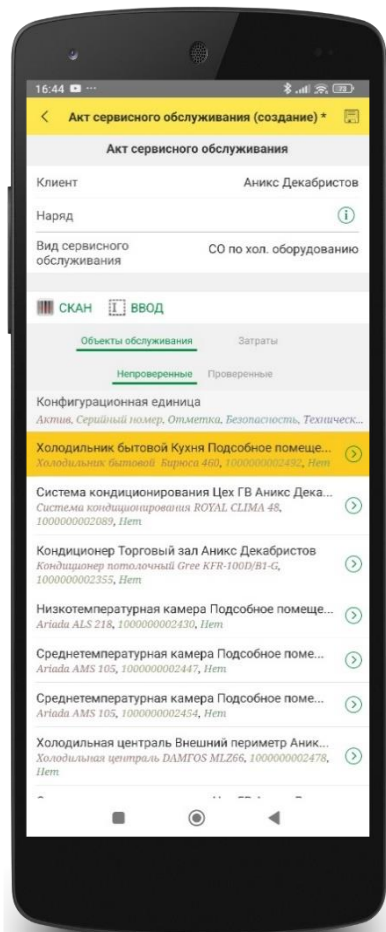 16:44
72
Акт сервисного обслуживания (создание) *
Акт сервисного обслуживания
Клиент
Аникс Декабристов
Наряд
Вид сервисного
обслуживания
СО по хол. оборудованию
СКАН
ВВОД
Объекты обслуживания
Затраты
Непроверенные
Проверенные
Конфигурационная единица
Актив, Серийный номер, Отметка, Безопасность, Техническ...
Холодильник бытовой Кухня Подсобное помеще...
Холодильник бытовой Бирюса 460, 1000000002492, Нет
Система кондиционирования Цех ГВ Аникс Дека...
Система кондиционирования ROYAL CLIMA 48,
1000000002089, Нет
Кондиционер Торговый зал Аникс Декабристов
Кондиционер потолочный Gree KFR-100D/B1-G,
1000000002355, Нет
Низкотемпературная камера Подсобное помеще...
Ariada ALS 218, 1000000002430, Нет
Среднетемпературная камера Подсобное поме...
Ariada AMS 105, 1000000002447, Нет
Среднетемпературная камера Подсобное поме...
Ariada AMS 105, 1000000002454, Нет
Холодильная централь Внешний периметр Аник...
Холодильная централь DAMFOS MLZ66, 1000000002478,
Нет